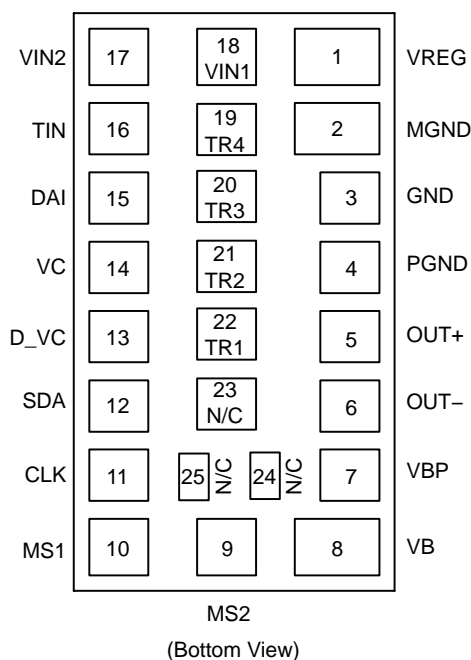 VIN2 17 18 1 VREG
VIN1
TIN 16 19 2 MGND
TR4
DAI 15 20 3 GND
TR3
VC 14 21 4 PGND
TR2
D_VC 13 22 5 OUT+
TR1
SDA 12 23 6 OUT−
N/C
CLK 11 25 N/C 24 N/C 7 VBP
MS1 10 9 8 VB
MS2
(Bottom View)